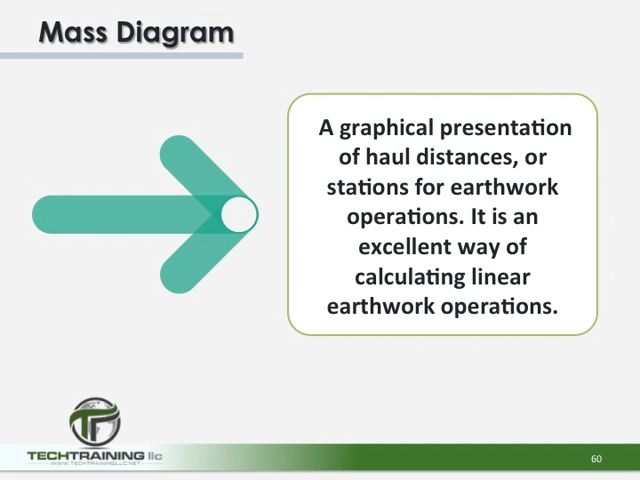 Mass Diagram
A graphical presentation
of haul distances, or
stations for earthwork
operations. It is an
excellent way of
calculating linear
earthwork operations.
TECHTRAINING llc
WWW.TECHTRAININGLLC.NET
60